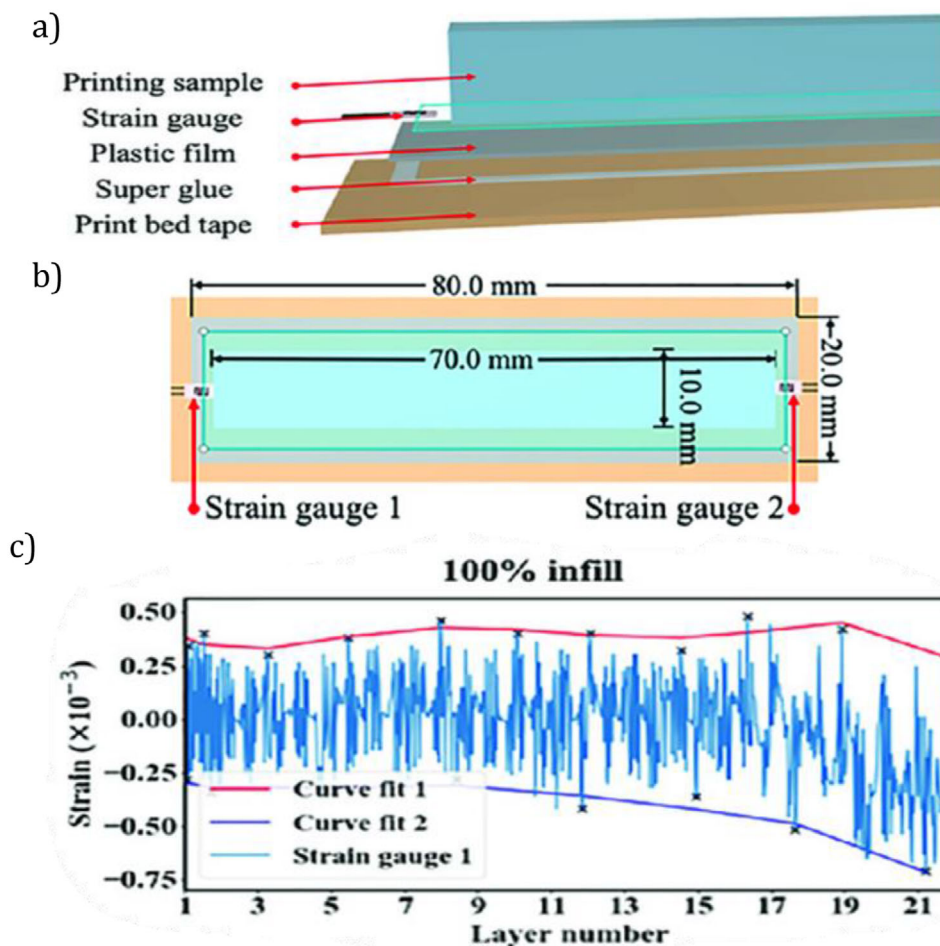 a)
Printing sample
Strain gauge
Plastic film
Super glue
Print bed tape
b)
80.0 mm
70.0 mm
10.0 mm
20.0 mm
Strain gauge 1
Strain gauge 2
c)
100% infill
0.50
0.25
0.00
−0.25
−0.50
−0.75
Strain (×10⁻³)
Curve fit 1
Curve fit 2
Strain gauge 1
1 3 5 7 9 11 13 15 17 19 21
Layer number